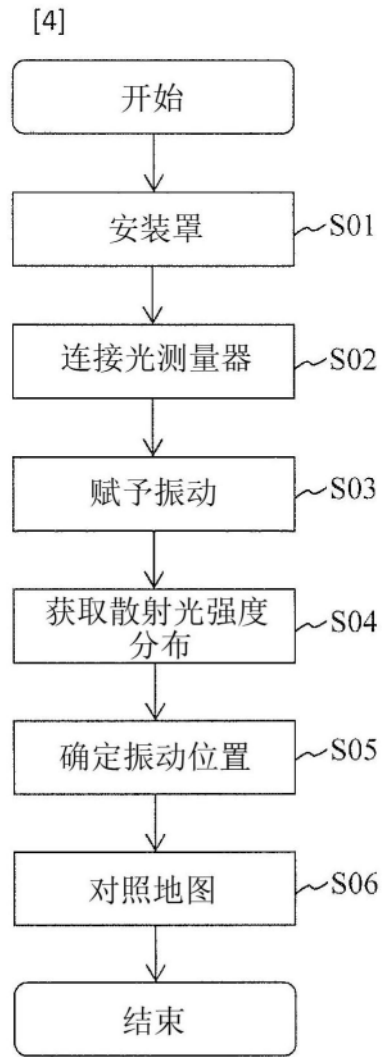 [4]
开始
安装罩
S01
连接光测量器
S02
赋予振动
S03
获取散射光强度
分布
S04
确定振动位置
S05
对照地图
S06
结束